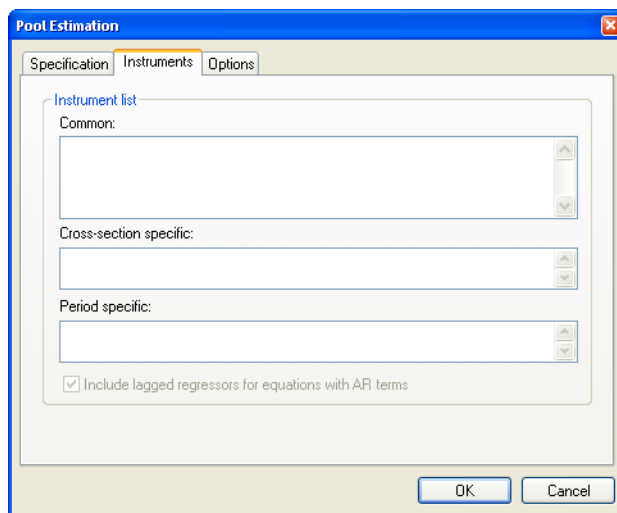 Pool Estimation
Specification Instruments Options
Instrument list
Common:
Cross-section specific:
Period specific:
Include lagged regressors for equations with AR terms
OK Cancel